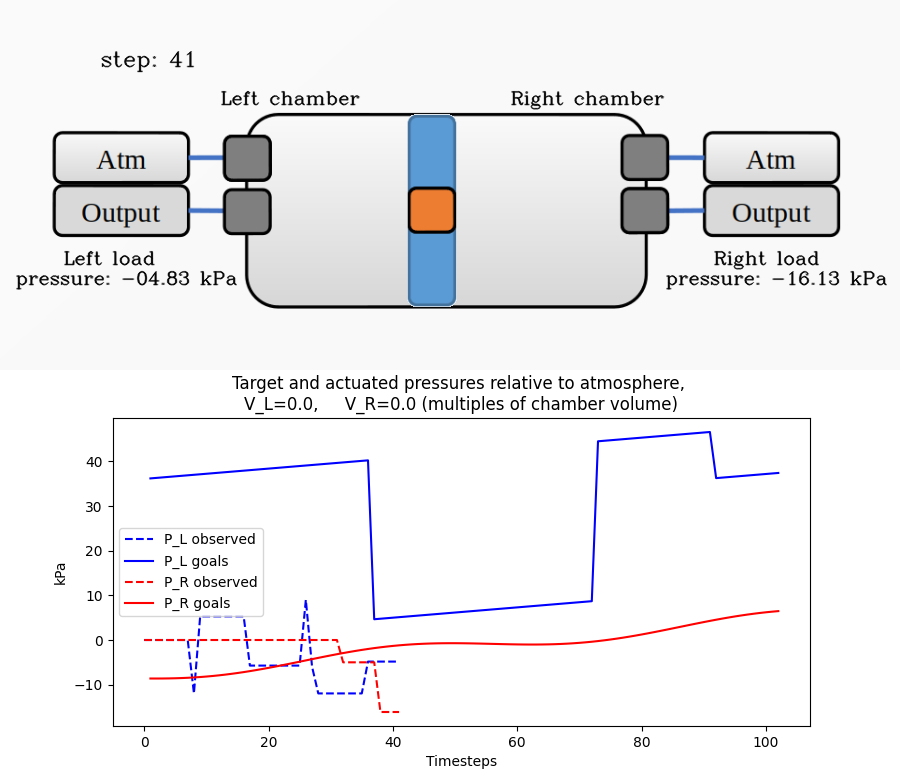 step: 41
Left chamber
Right chamber
Atm
Atm
Output
Output
Left load
pressure: -04.83 kPa
Right load
pressure: -16.13 kPa
Target and actuated pressures relative to atmosphere,
V_L=0.0, V_R=0.0 (multiples of chamber volume)
kPa
40
30
20
10
0
−10
P_L observed
P_L goals
P_R observed
P_R goals
0 20 40 60 80 100
Timesteps